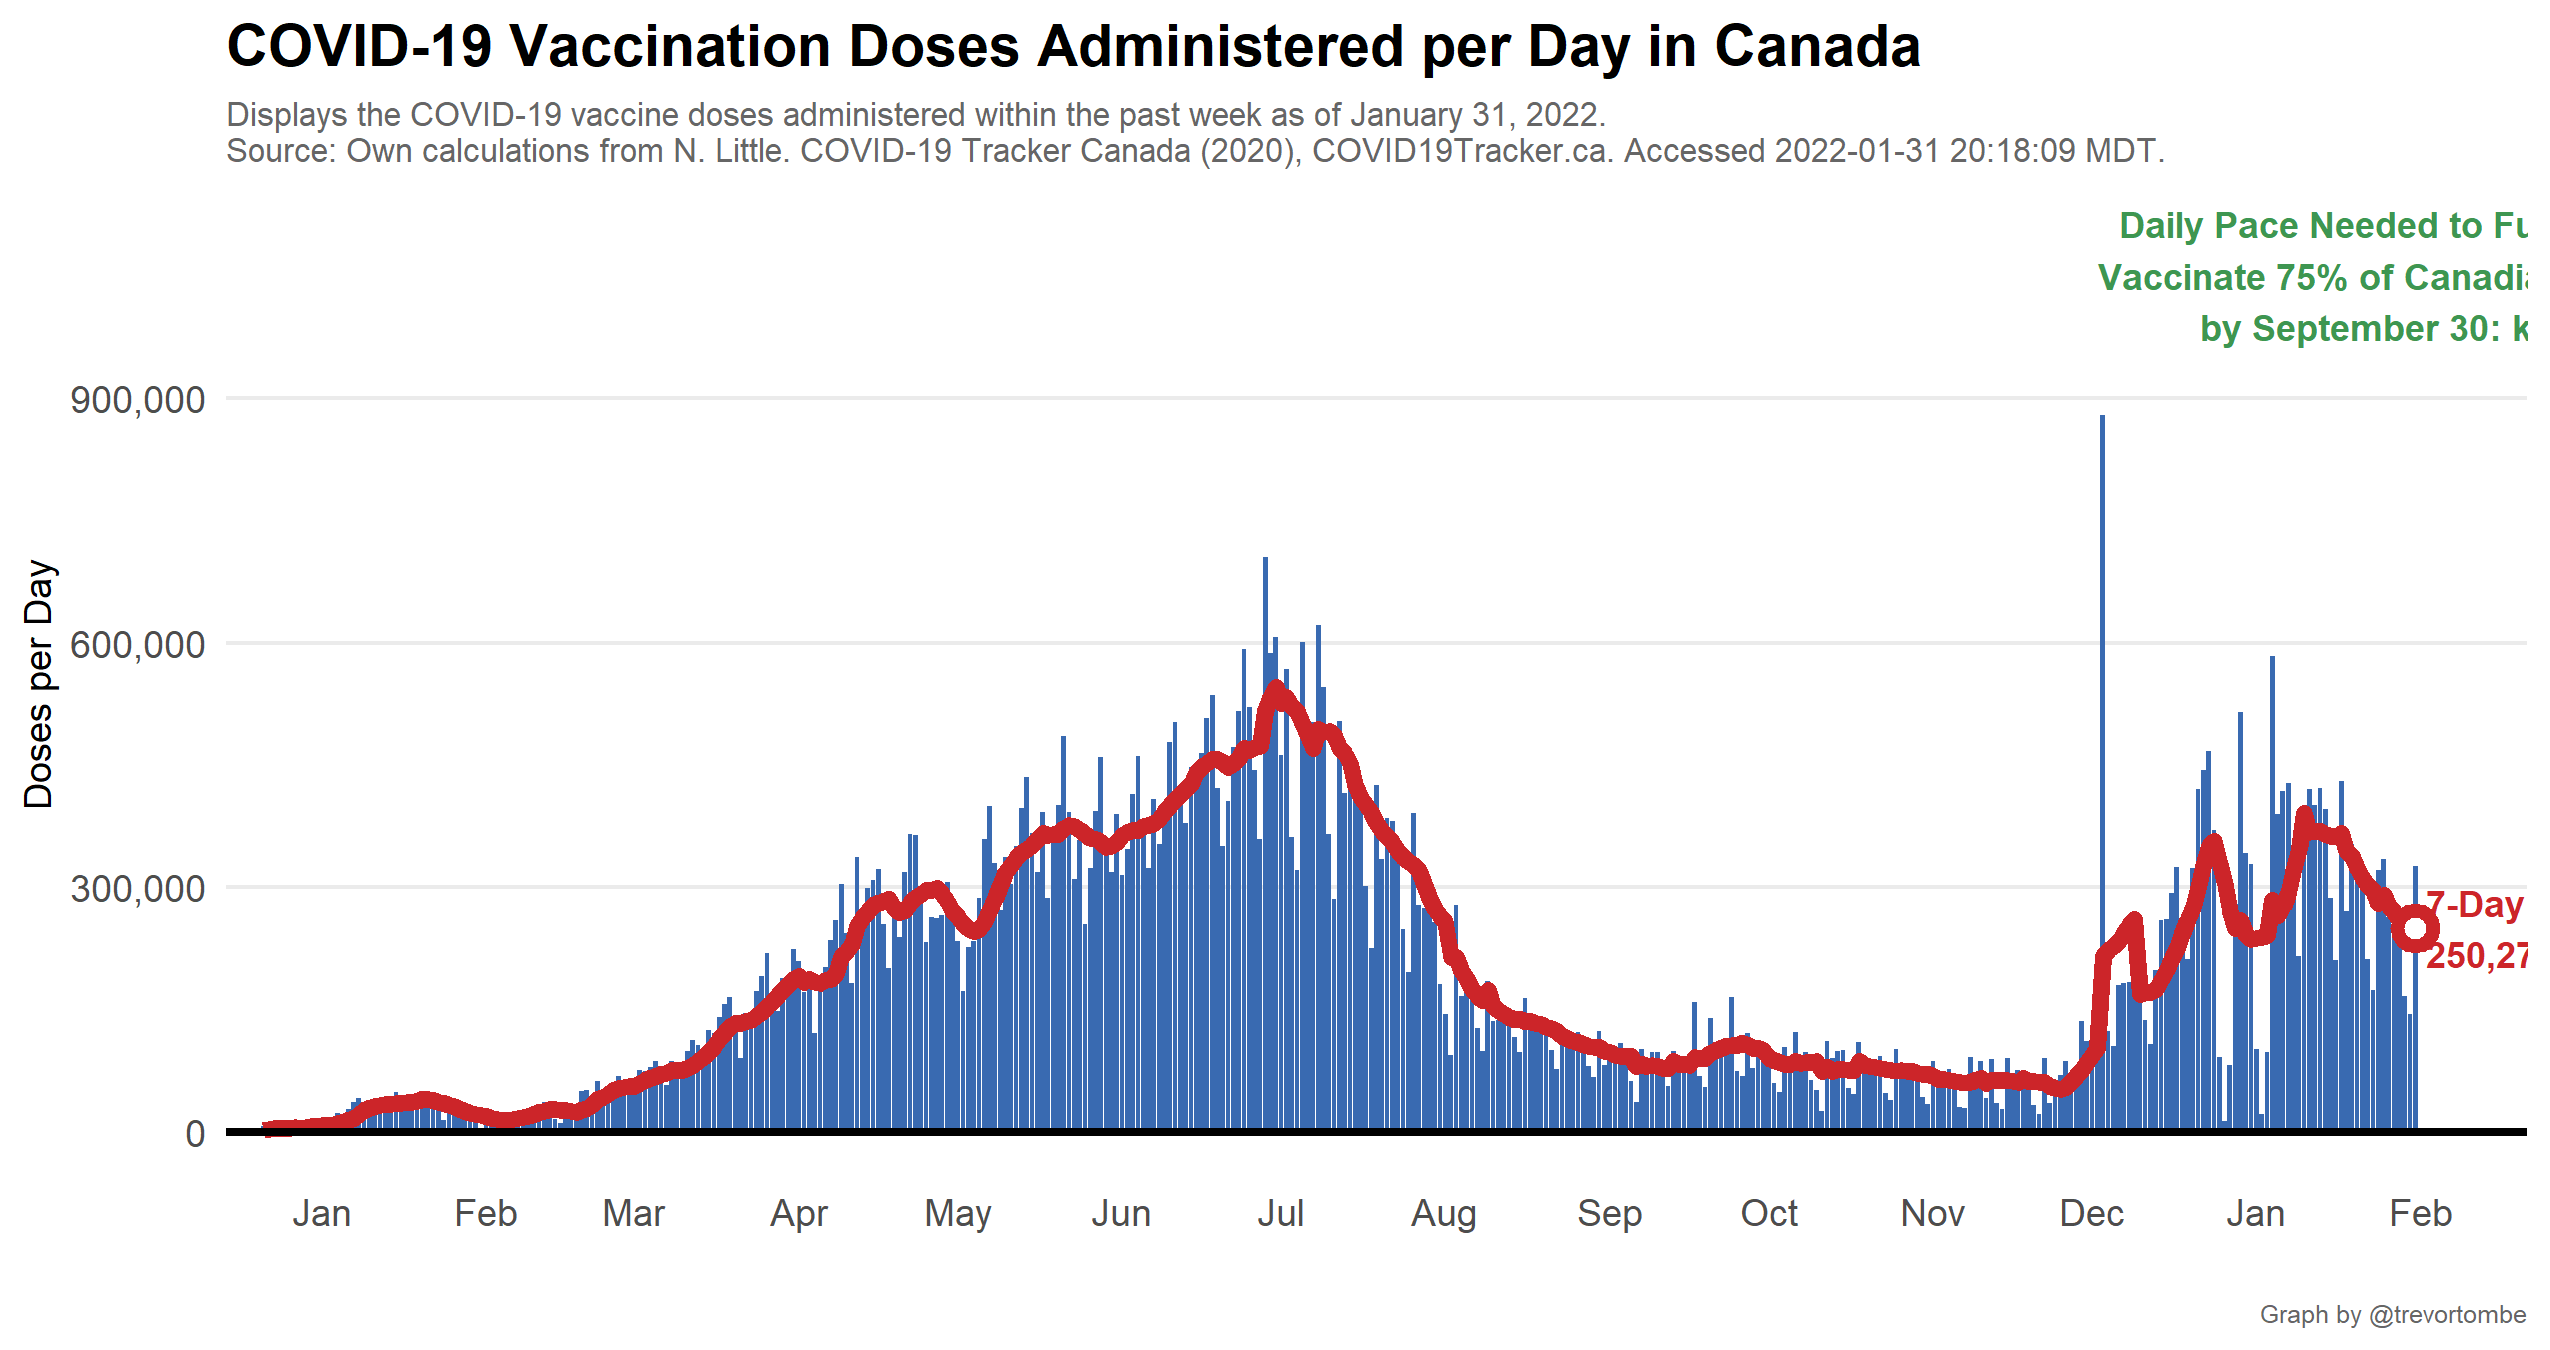 COVID-19 Vaccination Doses Administered per Day in Canada
Displays the COVID-19 vaccine doses administered within the past week as of January 31, 2022.
Source: Own calculations from N. Little. COVID-19 Tracker Canada (2020), COVID19Tracker.ca. Accessed 2022-01-31 20:18:09 MDT.
Daily Pace Needed to
Vaccinate 75% of
by September 30:
900,000
600,000
300,000
0
Doses per Day
7-Day
250,27
Jan Feb Mar Apr May Jun Jul Aug Sep Oct Nov Dec Jan Feb
Graph by @trevortombe